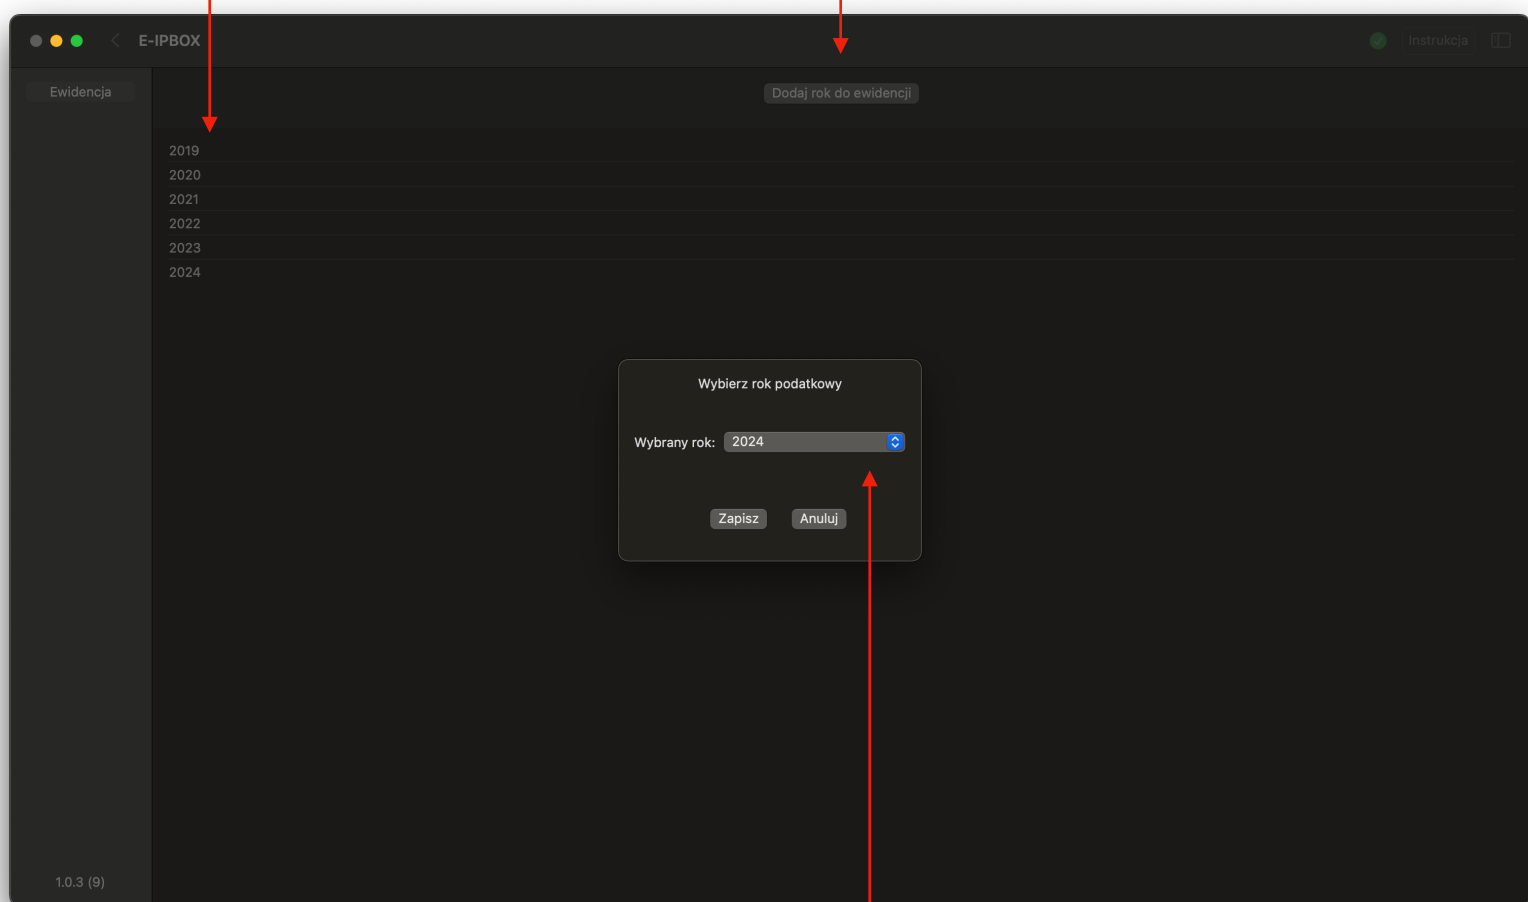 E-IPBOX
Instrukcja
Ewidencja
Dodaj rok do ewidencji
2019
2020
2021
2022
2023
2024
Wybierz rok podatkowy
Wybrany rok: 2024
Zapisz Anuluj
1.0.3 (9)